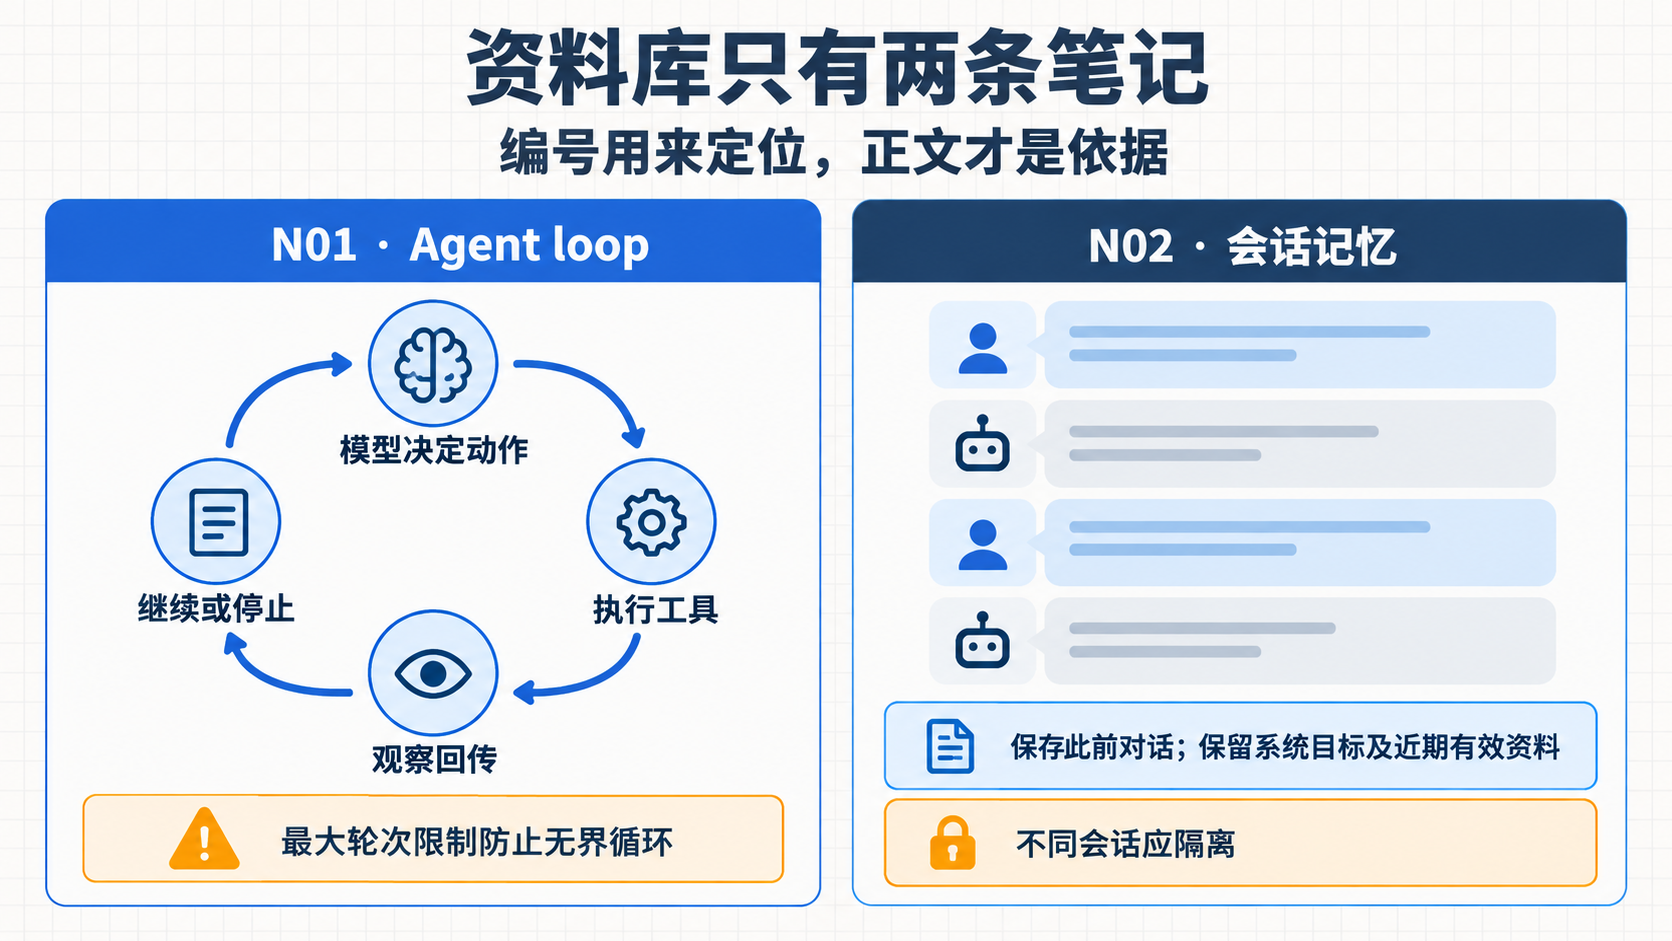 资料库只有两条笔记
编号用来定位，正文才是依据
N01 · Agent loop
模型决定动作
执行工具
观察回传
继续或停止
最大轮次限制防止无界循环
N02 · 会话记忆
保存此前对话；保留系统目标及近期有效资料
不同会话应隔离